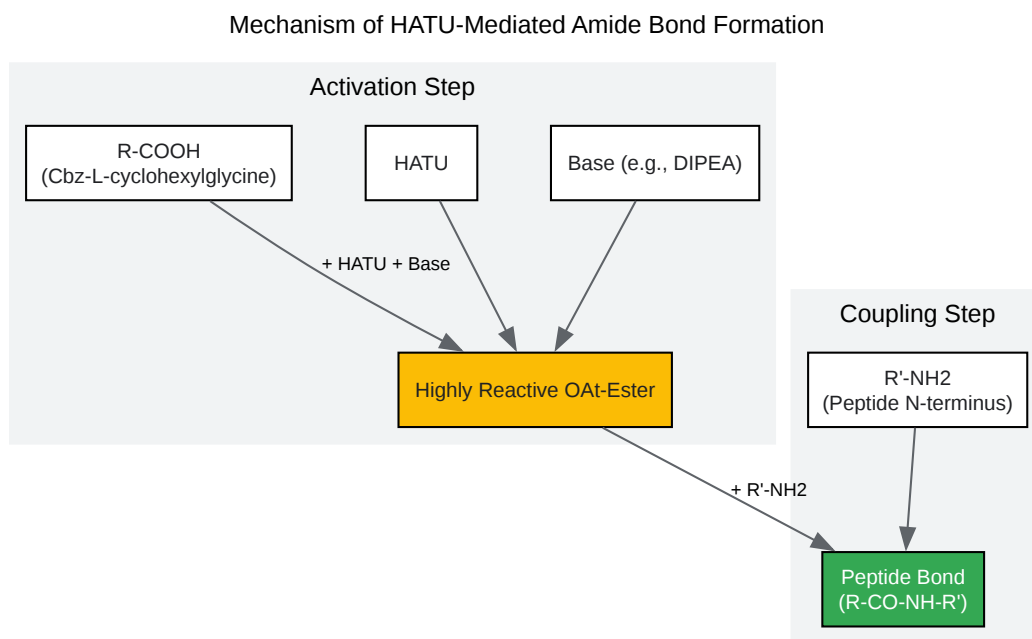 Mechanism of HATU-Mediated Amide Bond Formation
Activation Step
R-COOH
(Cbz-L-cyclohexylglycine)
HATU
Base (e.g., DIPEA)
+ HATU + Base
Highly Reactive OAt-Ester
Coupling Step
R'-NH2
(Peptide N-terminus)
+ R'-NH2
Peptide Bond
(R-CO-NH-R')